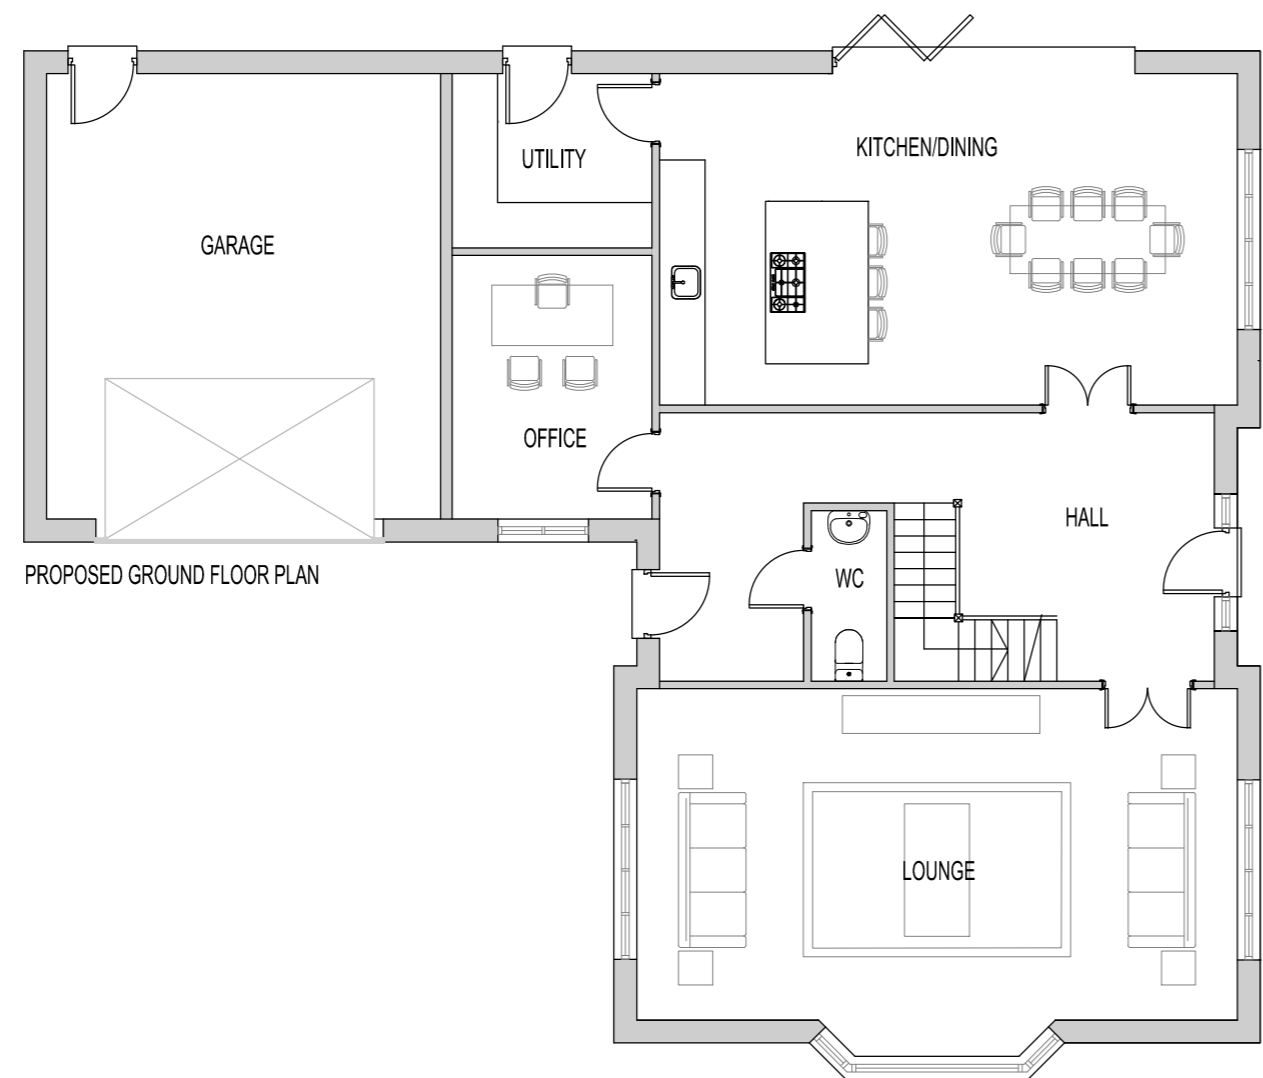 UTILITY
KITCHEN/DINING
GARAGE
OFFICE
HALL
PROPOSED GROUND FLOOR PLAN
WC
LOUNGE